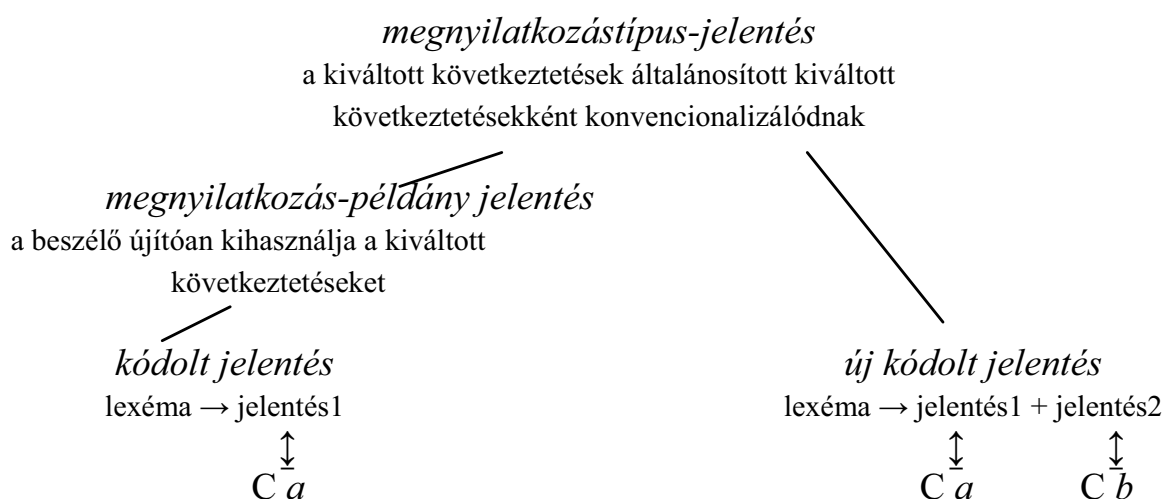 megnyilatkozástípus-jelentés
a kiváltott következtetések általánosított kiváltott
következtetésekként konvencionalizálódnak
megnyilatkozás-példány jelentés
a beszélő újítóan kihasználja a kiváltott
következtetéseket
kódolt jelentés
lexéma → jelentés1
↕
C a
új kódolt jelentés
lexéma → jelentés1 + jelentés2
↕ ↕
C a C b